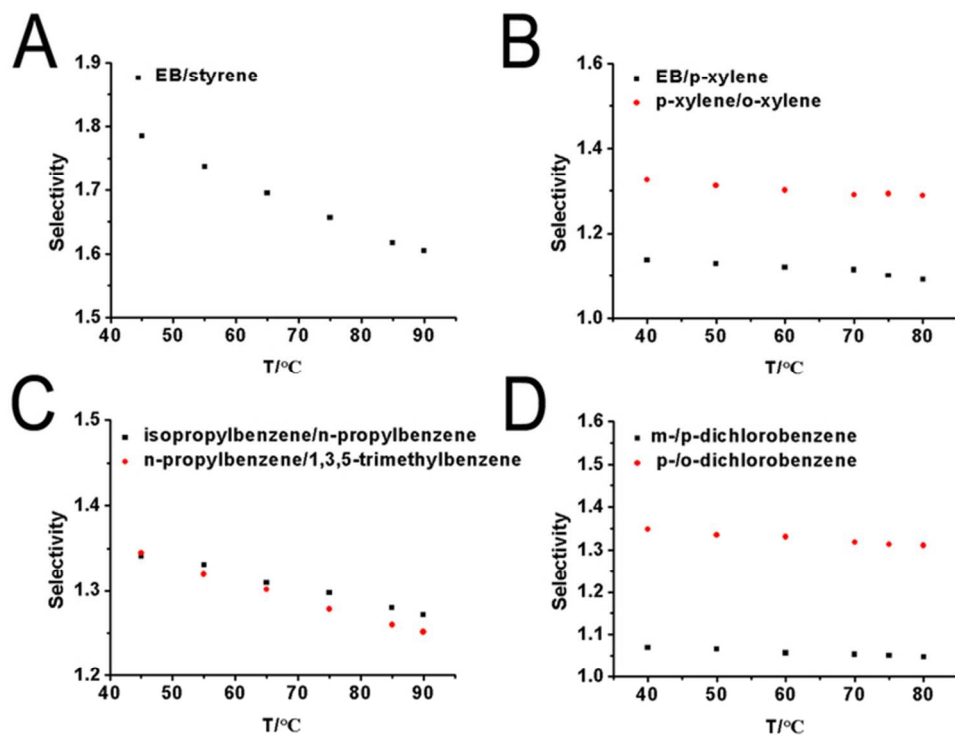 A
1.9
1.8
1.7
1.6
1.5
Selectivity
EB/styrene
40 50 60 70 80 90
T/°C
B
1.6
1.4
1.2
1.0
Selectivity
EB/p-xylene
p-xylene/o-xylene
40 50 60 70 80
T/°C
C
1.5
1.4
1.3
1.2
Selectivity
isopropylbenzene/n-propylbenzene
n-propylbenzene/1,3,5-trimethylbenzene
40 50 60 70 80 90
T/°C
D
1.6
1.5
1.4
1.3
1.2
1.1
1.0
Selectivity
m-/p-dichlorobenzene
p-/o-dichlorobenzene
40 50 60 70 80
T/°C